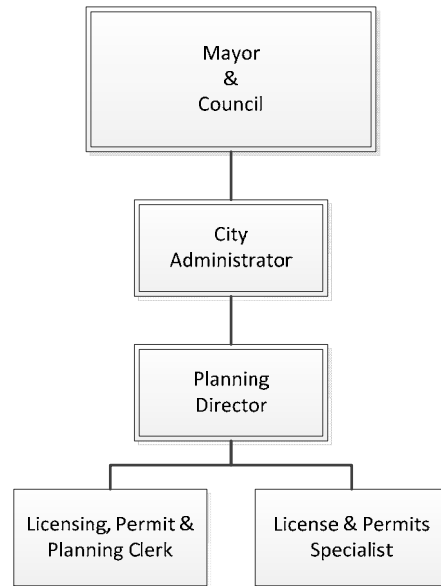 Mayor
&
Council
City
Administrator
Planning
Director
Licensing, Permit &
Planning Clerk
License & Permits
Specialist